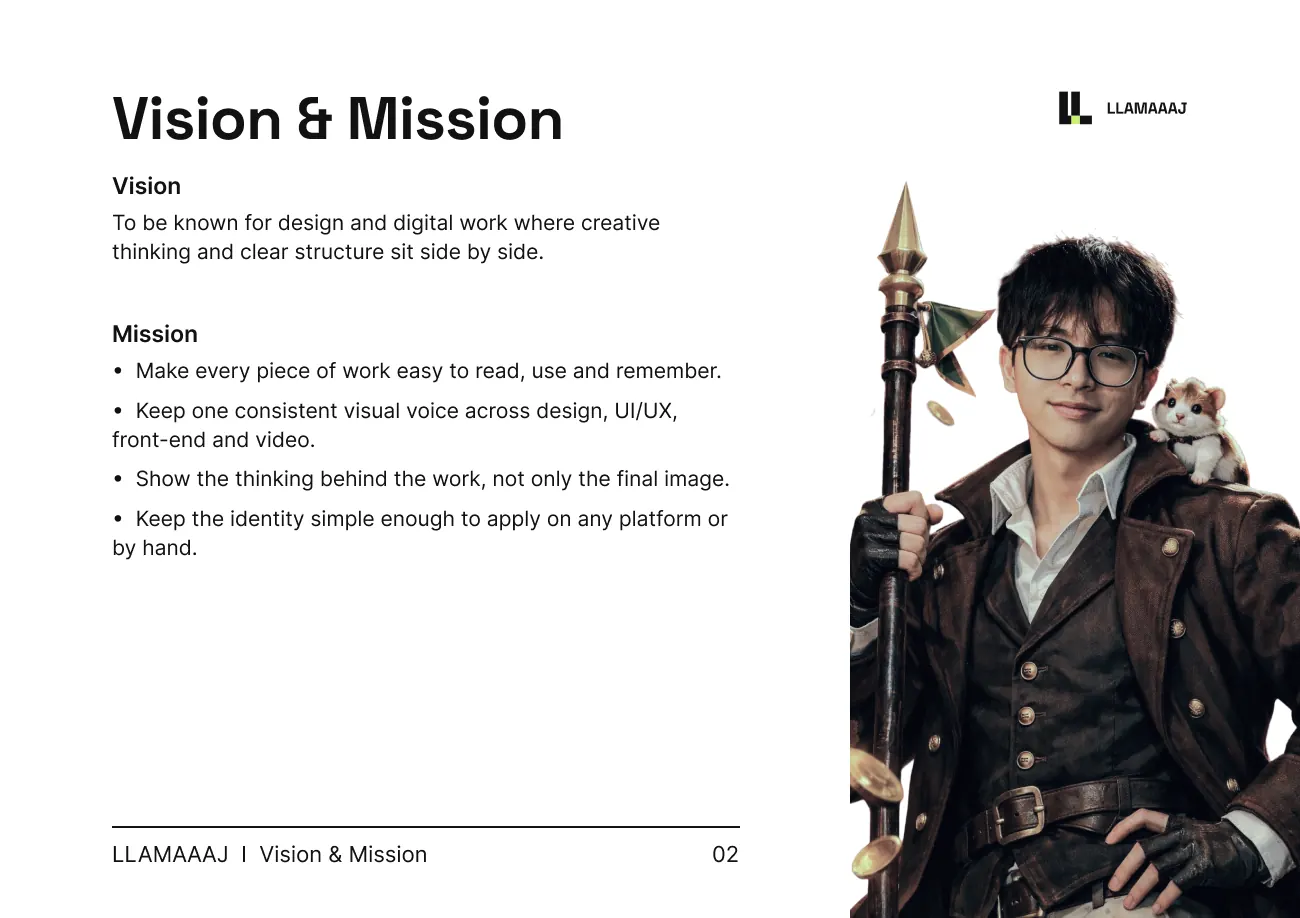 Vision & Mission
LLAMAAAJ
Vision
To be known for design and digital work where creative
thinking and clear structure sit side by side.
Mission
• Make every piece of work easy to read, use and remember.
• Keep one consistent visual voice across design, UI/UX,
front-end and video.
• Show the thinking behind the work, not only the final image.
• Keep the identity simple enough to apply on any platform or
by hand.
LLAMAAAJ I Vision & Mission 02